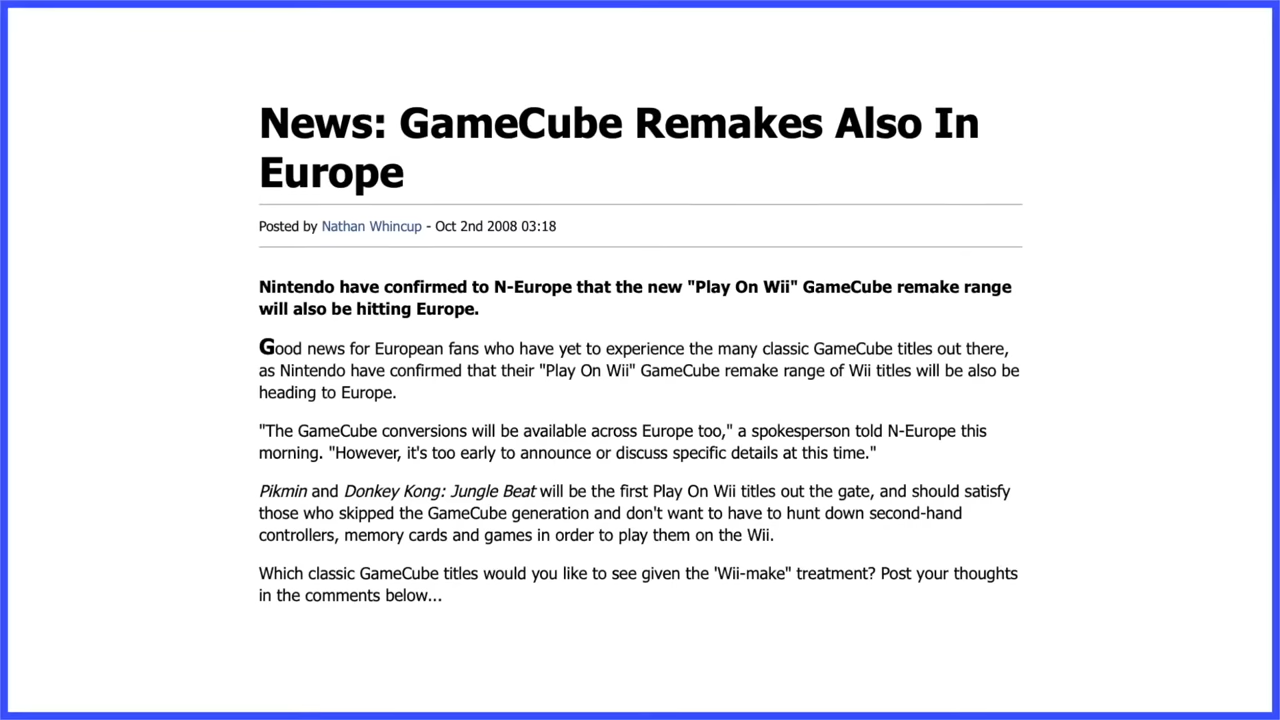 News: GameCube Remakes Also In
Europe
Posted by Nathan Whincup - Oct 2nd 2008 03:18
Nintendo have confirmed to N-Europe that the new "Play On Wii" GameCube remake range
will also be hitting Europe.
Good news for European fans who have yet to experience the many classic GameCube titles out there,
as Nintendo have confirmed that their "Play On Wii" GameCube remake range of Wii titles will be also be
heading to Europe.
"The GameCube conversions will be available across Europe too," a spokesperson told N-Europe this
morning. "However, it's too early to announce or discuss specific details at this time."
Pikmin and Donkey Kong: Jungle Beat will be the first Play On Wii titles out the gate, and should satisfy
those who skipped the GameCube generation and don't want to have to hunt down second-hand
controllers, memory cards and games in order to play them on the Wii.
Which classic GameCube titles would you like to see given the 'Wii-make" treatment? Post your thoughts
in the comments below...